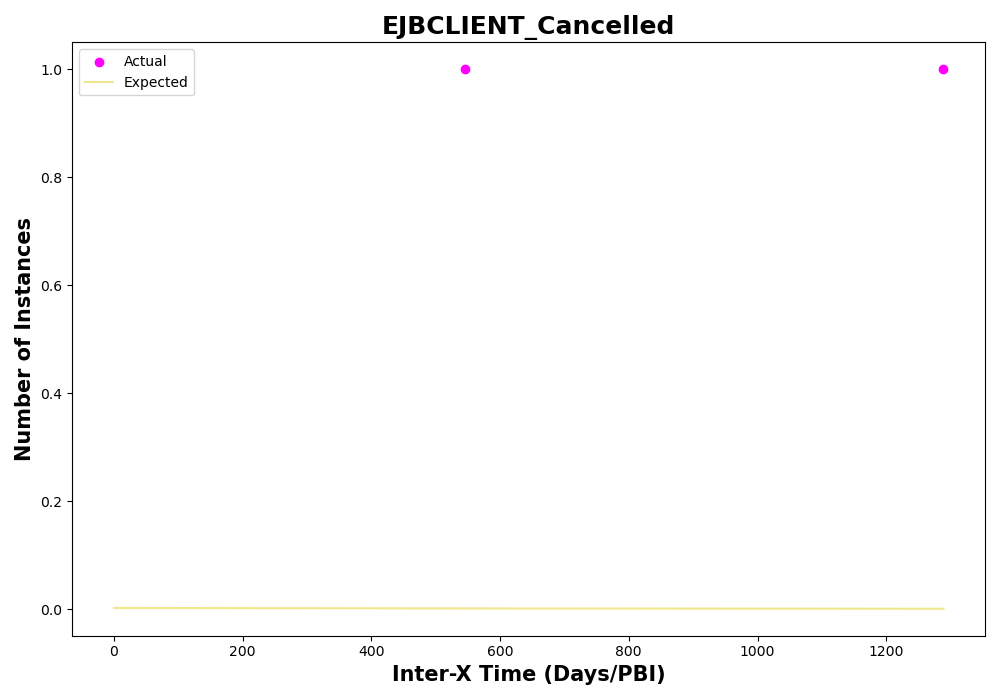 EJBCLIENT_Cancelled
Actual
Expected
Number of Instances
1.0
0.8
0.6
0.4
0.2
0.0
0 200 400 600 800 1000 1200
Inter-X Time (Days/PBI)